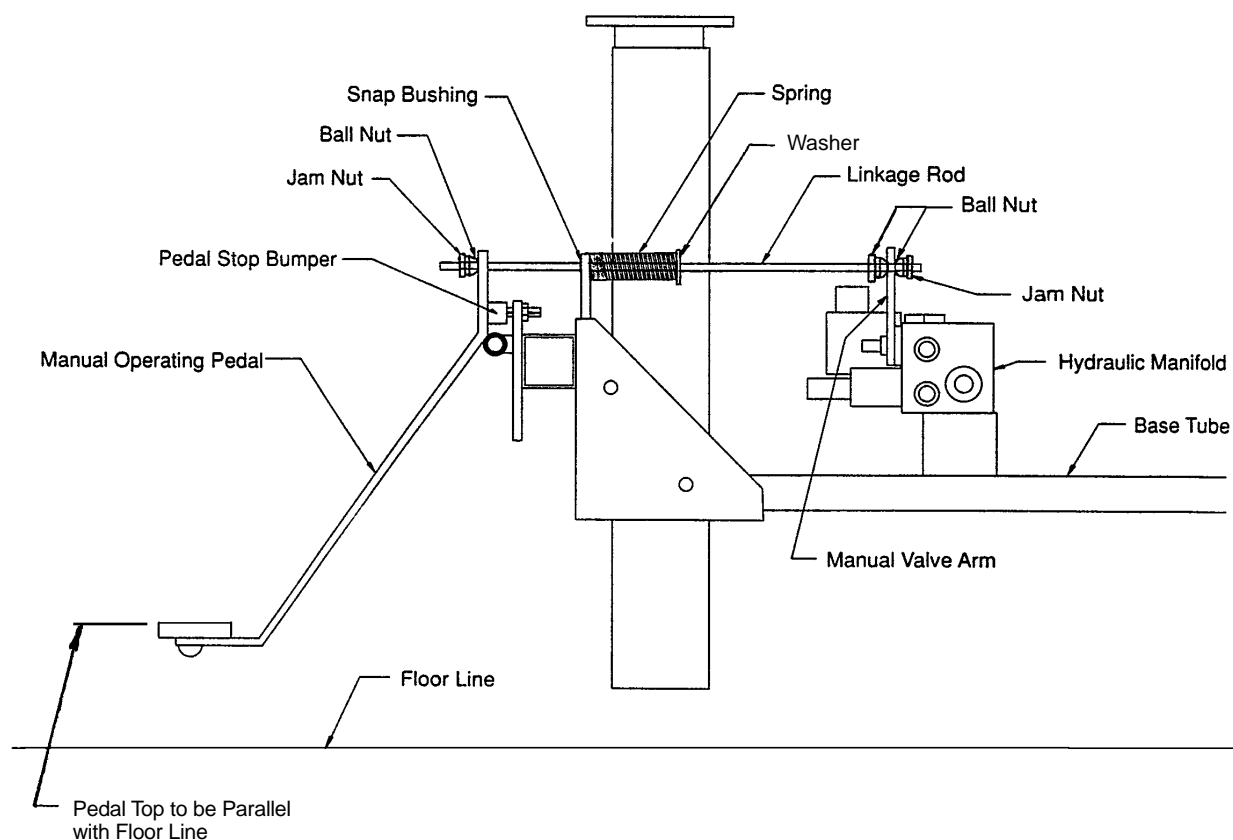 Snap Bushing
Spring
Ball Nut
Washer
Jam Nut
Linkage Rod
Ball Nut
Pedal Stop Bumper
Jam Nut
Manual Operating Pedal
Hydraulic Manifold
Base Tube
Manual Valve Arm
Floor Line
Pedal Top to be Parallel
with Floor Line